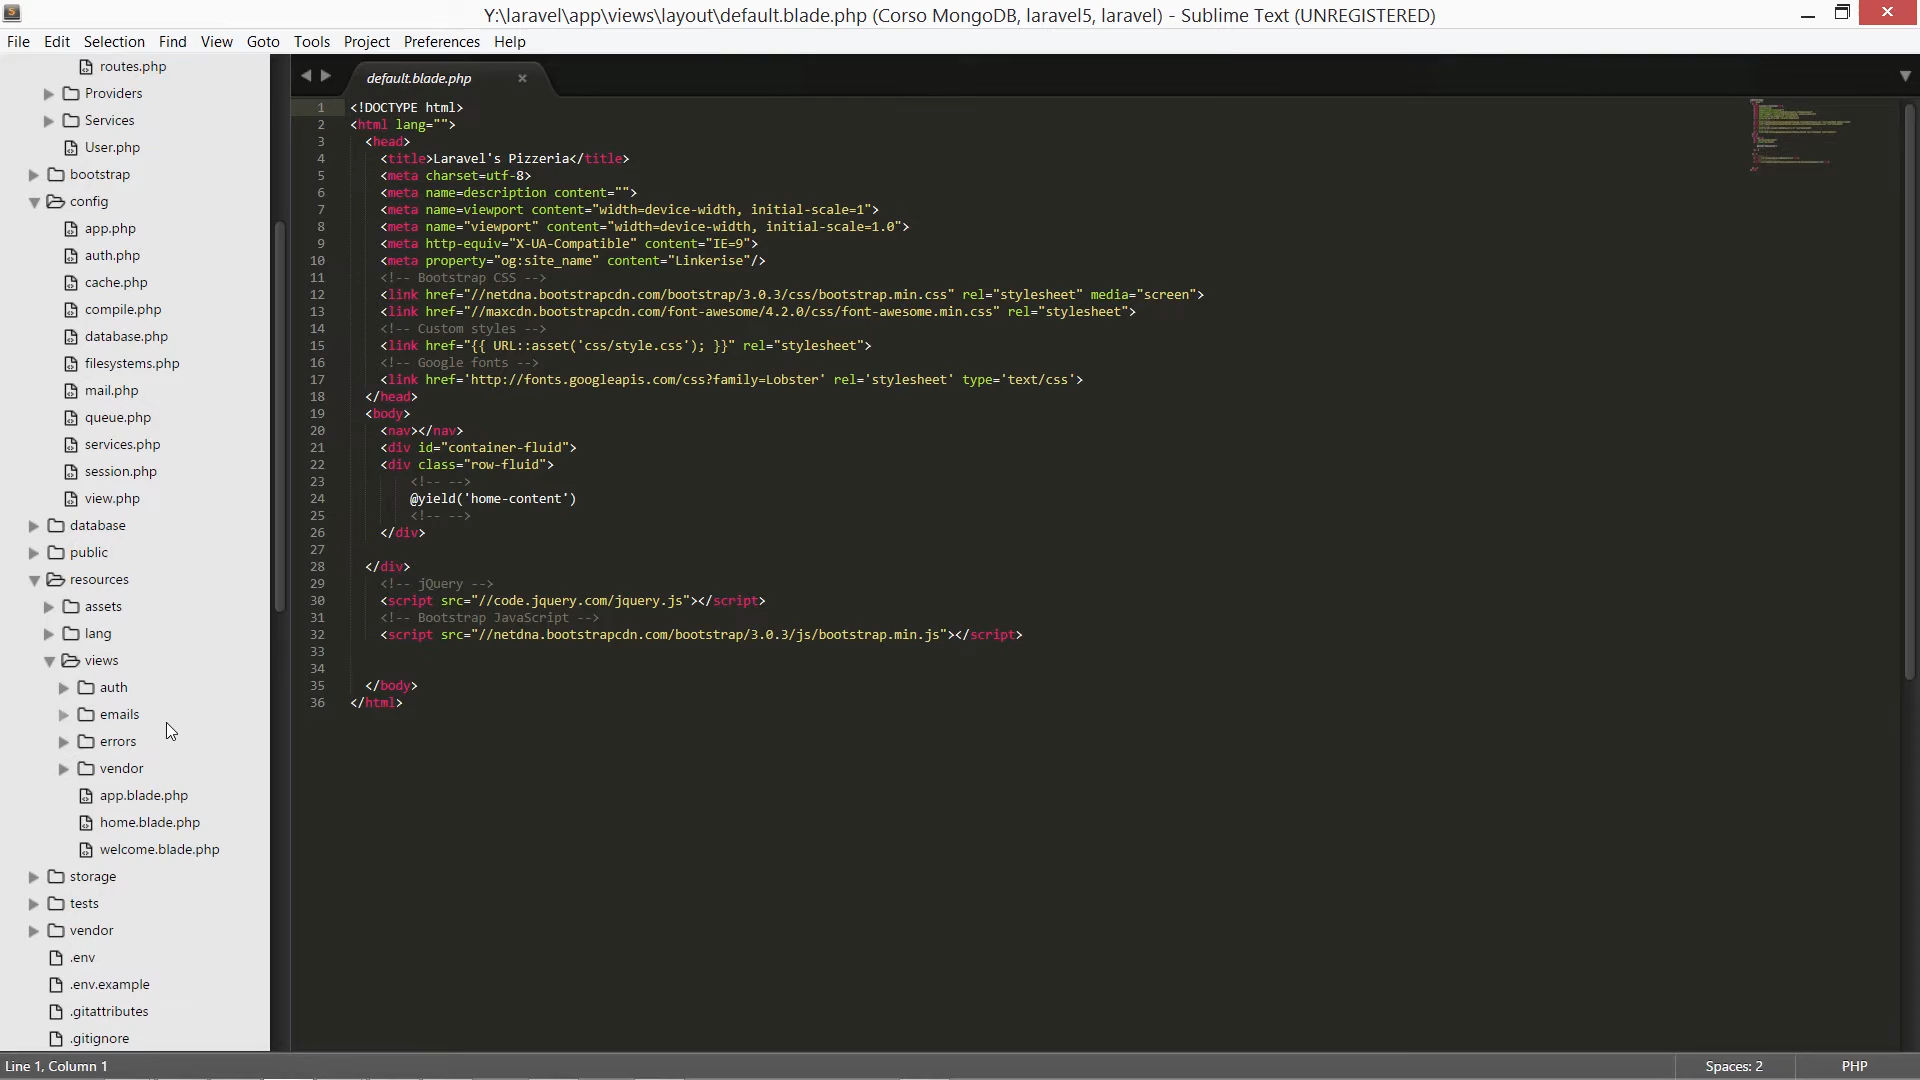 Y:\laravel\app\views\layout\default.blade.php (Corso MongoDB, laravel5, laravel) - Sublime Text (UNREGISTERED)
File Edit Selection Find View Goto Tools Project Preferences Help
routes.php
Providers
Services
User.php
bootstrap
config
app.php
auth.php
cache.php
compile.php
database.php
filesystems.php
mail.php
queue.php
services.php
session.php
view.php
database
public
resources
assets
lang
views
auth
emails
errors
vendor
app.blade.php
home.blade.php
welcome.blade.php
storage
tests
vendor
.env
.env.example
.gitattributes
.gitignore
default.blade.php
1 <!DOCTYPE html>
2 <html lang="">
3 <head>
4 <title>Laravel's Pizzeria</title>
5 <meta charset=utf-8>
6 <meta name=description content="">
7 <meta name=viewport content="width=device-width, initial-scale=1">
8 <meta name="viewport" content="width=device-width, initial-scale=1.0">
9 <meta http-equiv="X-UA-Compatible" content="IE=9">
10 <meta property="og:site_name" content="Linkerise"/>
11 <!-- Bootstrap CSS -->
12 <link href="//netdna.bootstrapcdn.com/bootstrap/3.0.3/css/bootstrap.min.css" rel="stylesheet" media="screen">
13 <link href="//maxcdn.bootstrapcdn.com/font-awesome/4.2.0/css/font-awesome.min.css" rel="stylesheet">
14 <!-- Custom styles -->
15 <link href="{{ URL::asset('css/style.css'); }}" rel="stylesheet">
16 <!-- Google fonts -->
17 <link href='http://fonts.googleapis.com/css?family=Lobster' rel='stylesheet' type='text/css'>
18 </head>
19 <body>
20 <nav></nav>
21 <div id="container-fluid">
22 <div class="row-fluid">
23 <!-- -->
24 @yield('home-content')
25 <!-- -->
26 </div>
27
28 </div>
29 <!-- jQuery -->
30 <script src="//code.jquery.com/jquery.js"></script>
31 <!-- Bootstrap JavaScript -->
32 <script src="//netdna.bootstrapcdn.com/bootstrap/3.0.3/js/bootstrap.min.js"></script>
33
34
35 </body>
36 </html>
Line 1, Column 1
Spaces: 2
PHP